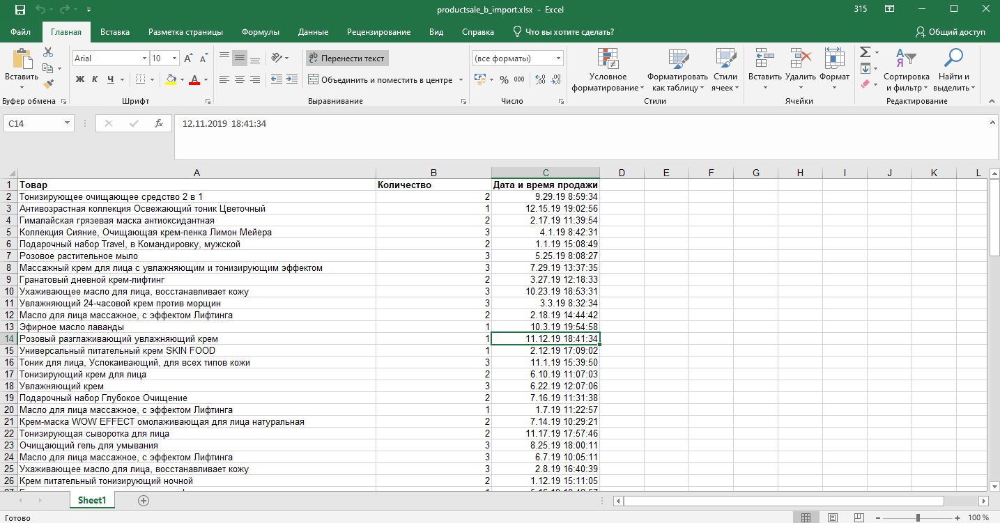 productsale_b_import.xlsx - Excel
315
Файл Главная Вставка Разметка страницы Формулы Данные Рецензирование Вид Справка Что вы хотите сделать? Общий доступ
Вставить
Буфер обмена
Arial 10
Ж К Ч
Шрифт
Перенести текст
Объединить и поместить в центре
Выравнивание
(все форматы)
% 000
Число
Условное форматирование
Форматировать как таблицу
Стили ячеек
Стили
Вставить Удалить Формат
Ячейки
Сортировка и фильтр
Найти и выделить
Редактирование
C14 fx 12.11.2019 18:41:34
A B C D E F G H I J K L
1 Товар Количество Дата и время продажи
2 Тонизирующее очищающее средство 2 в 1 2 9.29.19 8:59:34
3 Антивозрастная коллекция Освежающий тоник Цветочный 1 12.15.19 19:02:56
4 Гималайская грязевая маска антиоксидантная 2 2.17.19 11:39:54
5 Коллекция Сияние, Очищающая крем-пенка Лимон Мейера 3 4.1.19 8:42:31
6 Подарочный набор Travel, в Командировку, мужской 2 1.1.19 15:08:49
7 Розовое растительное мыло 3 5.25.19 8:08:27
8 Массажный крем для лица с увлажняющим и тонизирующим эффектом 3 7.29.19 13:37:35
9 Гранатовый дневной крем-лифтинг 2 3.27.19 12:18:33
10 Ухаживающее масло для лица, восстанавливает кожу 3 10.23.19 18:53:31
11 Увлажняющий 24-часовой крем против морщин 3 3.3.19 8:32:34
12 Масло для лица массажное, с эффектом Лифтинга 2 2.18.19 14:44:42
13 Эфирное масло лаванды 1 10.3.19 19:54:58
14 Розовый разглаживающий увлажняющий крем 1 11.12.19 18:41:34
15 Универсальный питательный крем SKIN FOOD 1 2.12.19 17:09:02
16 Тоник для лица, Успокаивающий, для всех типов кожи 3 11.1.19 15:39:50
17 Тонизирующий крем для лица 2 6.10.19 11:07:03
18 Увлажняющий крем 3 6.22.19 12:07:06
19 Подарочный набор Глубокое Очищение 2 7.16.19 11:31:38
20 Масло для лица массажное, с эффектом Лифтинга 1 1.7.19 11:22:57
21 Крем-маска WOW EFFECT омолаживающая для лица натуральная 2 7.14.19 10:29:21
22 Тонизирующая сыворотка для лица 2 11.17.19 17:57:46
23 Очищающий гель для умывания 3 8.25.19 18:00:11
24 Масло для лица массажное, с эффектом Лифтинга 3 6.7.19 10:05:11
25 Ухаживающее масло для лица, восстанавливает кожу 3 2.8.19 16:40:39
26 Крем питательный тонизирующий ночной 2 1.12.19 15:11:05
Sheet1
Готово
100 %